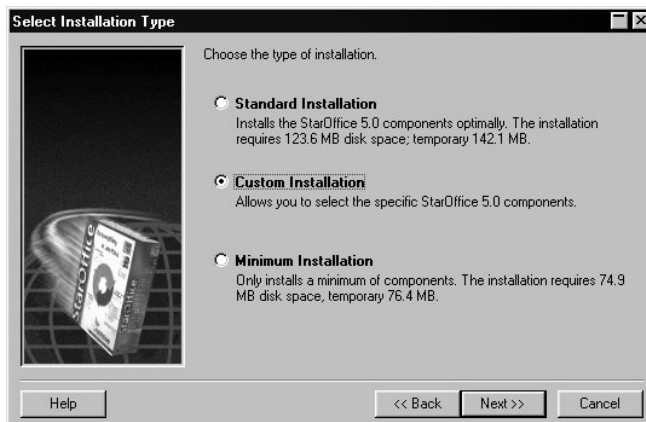 Select Installation Type
Choose the type of installation.
Standard Installation
Installs the StarOffice 5.0 components optimally. The installation
requires 123.6 MB disk space; temporary 142.1 MB.
Custom Installation
Allows you to select the specific StarOffice 5.0 components.
Minimum Installation
Only installs a minimum of components. The installation requires 74.9
MB disk space, temporary 76.4 MB.
StarOffice
StarOffice
Help
<< Back
Next >>
Cancel